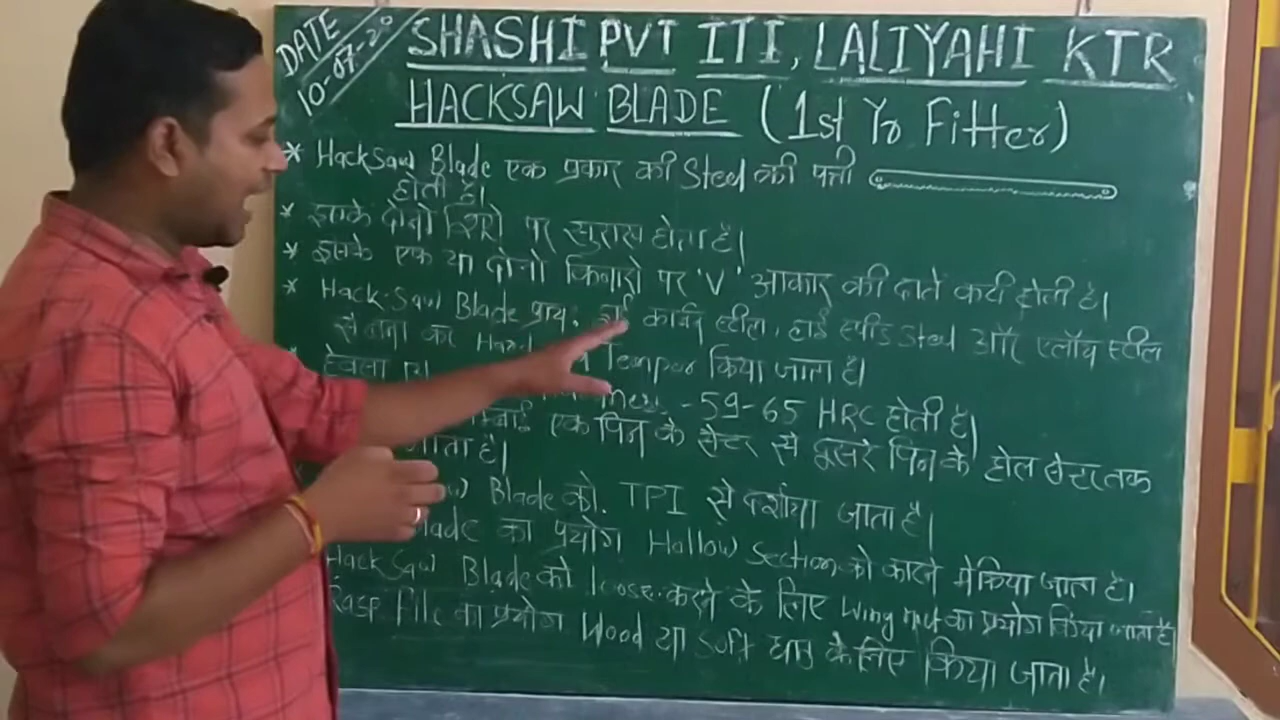 DATE
10-07-20
SHASHI PVT ITI, LALIYAHI KTR
HACKSAW BLADE (1st Yr Fitter)
* HackSaw Blade एक प्रकार की Steel की पत्ती
होती है।
* इसके दोनो सिरो पर सुराख होता है।
* इसके एक या दोनो किनारो पर 'V' आकार की दाते कटी होती है।
* Hack-Saw Blade प्राय: हाई कार्बन स्टील, हाई स्पीड Steel और एलॉय स्टील
से बना कर Hard Temper किया जाता है।
-59-65 HRC होती है।
एक पिन के सेंटर से दूसरे पिन के होल सेन्टर तक
जाता है।
Blade को. TPI से दर्शाया जाता है।
Blade का प्रयोग Hollow Section को काटने में किया जाता है।
Hack Saw Blade को loose करने के लिए wing nut का प्रयोग किया जाता है
Rasp File का प्रयोग Wood या Soft धातु के लिए किया जाता है।